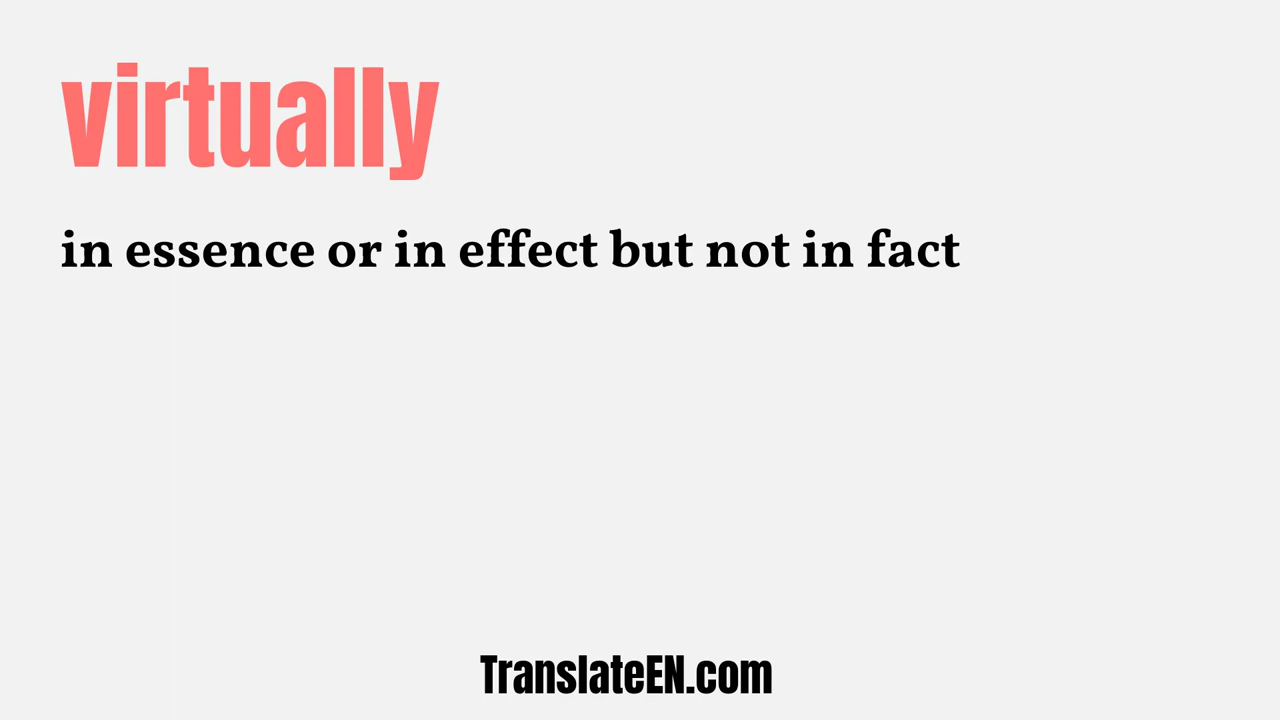 virtually
in essence or in effect but not in fact
TranslateEN.com